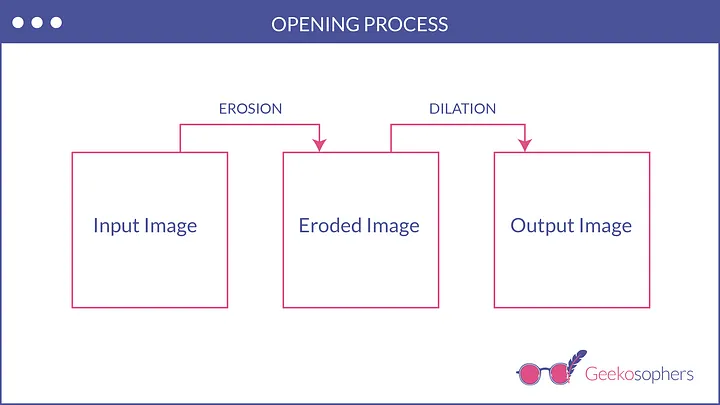 OPENING PROCESS
EROSION
DILATION
Input Image
Eroded Image
Output Image
Geekosophers